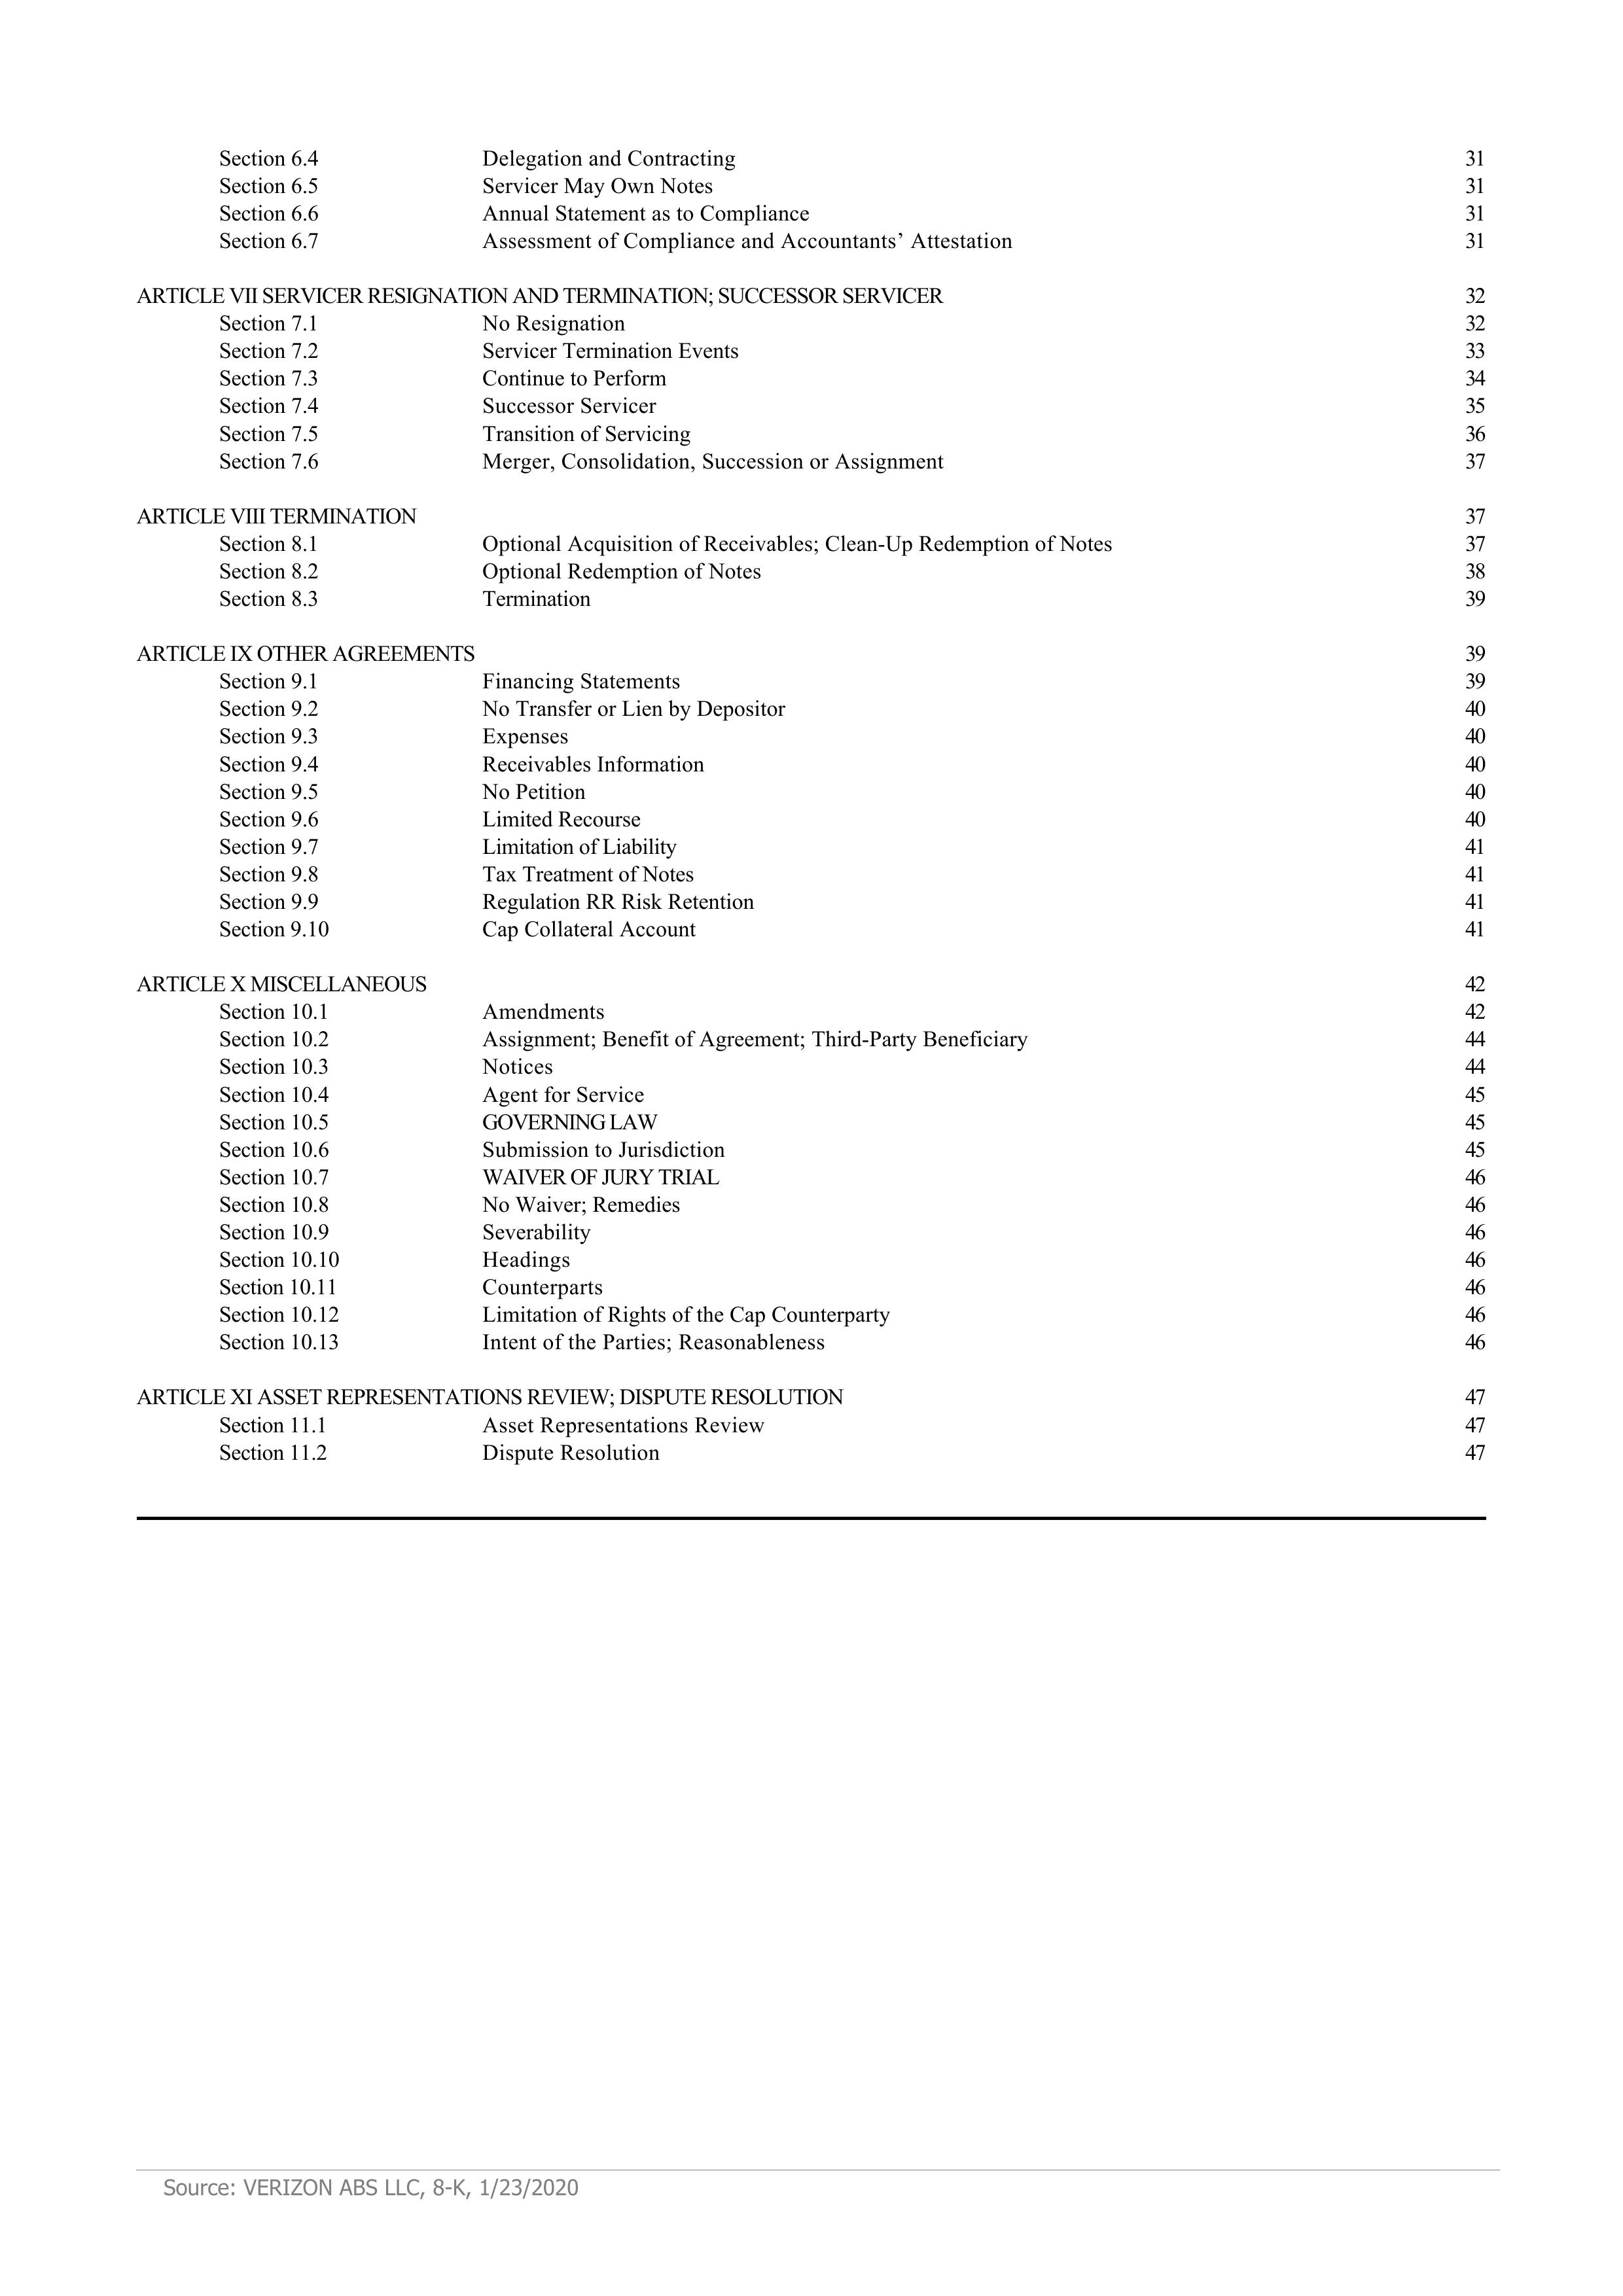 Section 6.4 Delegation and Contracting 31
Section 6.5 Servicer May Own Notes 31
Section 6.6 Annual Statement as to Compliance 31
Section 6.7 Assessment of Compliance and Accountants’ Attestation 31
ARTICLE VII SERVICER RESIGNATION AND TERMINATION; SUCCESSOR SERVICER 32
Section 7.1 No Resignation 32
Section 7.2 Servicer Termination Events 33
Section 7.3 Continue to Perform 34
Section 7.4 Successor Servicer 35
Section 7.5 Transition of Servicing 36
Section 7.6 Merger, Consolidation, Succession or Assignment 37
ARTICLE VIII TERMINATION 37
Section 8.1 Optional Acquisition of Receivables; Clean-Up Redemption of Notes 37
Section 8.2 Optional Redemption of Notes 38
Section 8.3 Termination 39
ARTICLE IX OTHER AGREEMENTS 39
Section 9.1 Financing Statements 39
Section 9.2 No Transfer or Lien by Depositor 40
Section 9.3 Expenses 40
Section 9.4 Receivables Information 40
Section 9.5 No Petition 40
Section 9.6 Limited Recourse 40
Section 9.7 Limitation of Liability 41
Section 9.8 Tax Treatment of Notes 41
Section 9.9 Regulation RR Risk Retention 41
Section 9.10 Cap Collateral Account 41
ARTICLE X MISCELLANEOUS 42
Section 10.1 Amendments 42
Section 10.2 Assignment; Benefit of Agreement; Third-Party Beneficiary 44
Section 10.3 Notices 44
Section 10.4 Agent for Service 45
Section 10.5 GOVERNING LAW 45
Section 10.6 Submission to Jurisdiction 45
Section 10.7 WAIVER OF JURY TRIAL 46
Section 10.8 No Waiver; Remedies 46
Section 10.9 Severability 46
Section 10.10 Headings 46
Section 10.11 Counterparts 46
Section 10.12 Limitation of Rights of the Cap Counterparty 46
Section 10.13 Intent of the Parties; Reasonableness 46
ARTICLE XI ASSET REPRESENTATIONS REVIEW; DISPUTE RESOLUTION 47
Section 11.1 Asset Representations Review 47
Section 11.2 Dispute Resolution 47
Source: VERIZON ABS LLC, 8-K, 1/23/2020